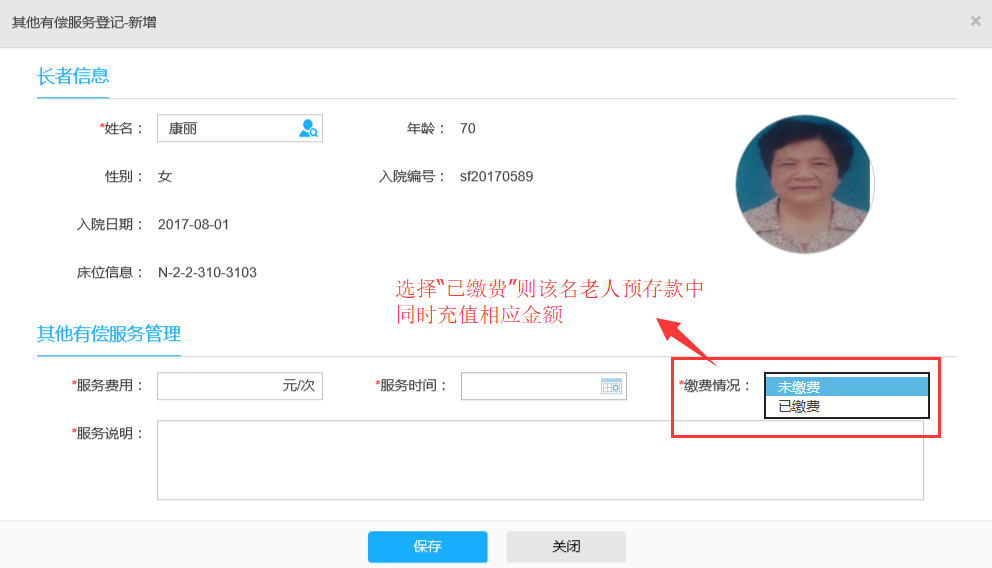 其他有偿服务登记-新增
×
长者信息
*姓名： 康丽 年龄： 70
性别： 女 入院编号： sf20170589
入院日期： 2017-08-01
床位信息： N-2-2-310-3103
选择“已缴费”则该名老人预存款中
同时充值相应金额
其他有偿服务管理
*服务费用： 元/次 *服务时间： *缴费情况： 未缴费
已缴费
*服务说明：
保存 关闭